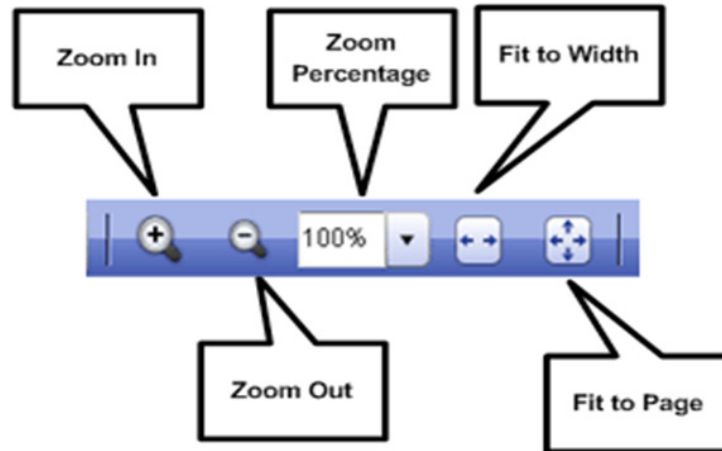 Zoom In
Zoom
Percentage
Fit to Width
100%
Zoom Out
Fit to Page